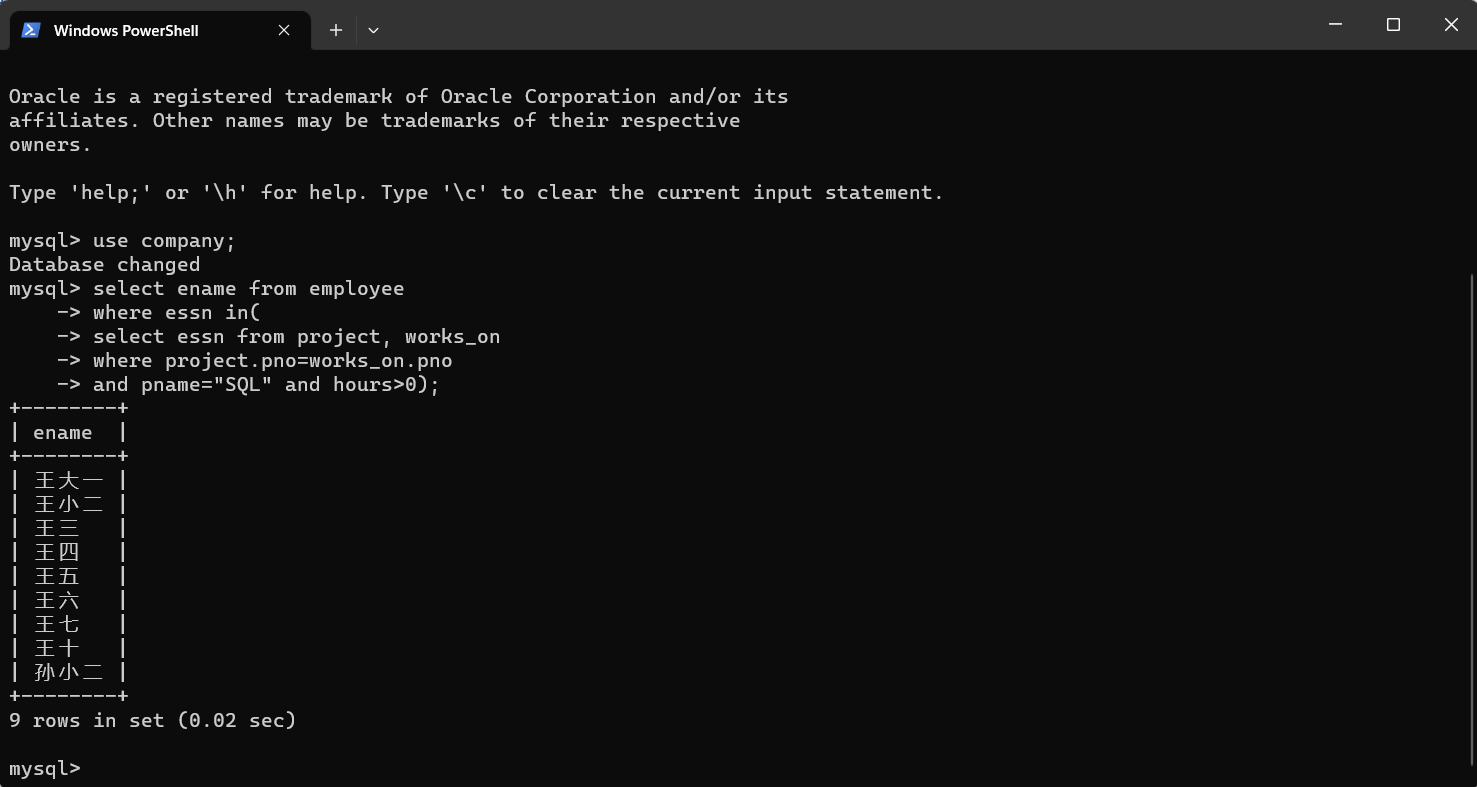 Windows PowerShell
Oracle is a registered trademark of Oracle Corporation and/or its
affiliates. Other names may be trademarks of their respective
owners.
Type 'help;' or '\h' for help. Type '\c' to clear the current input statement.
mysql> use company;
Database changed
mysql> select ename from employee
    -> where essn in(
    -> select essn from project, works_on
    -> where project.pno=works_on.pno
    -> and pname="SQL" and hours>0);
+--------+
| ename  |
+--------+
| 王大一 |
| 王小二 |
| 王三   |
| 王四   |
| 王五   |
| 王六   |
| 王七   |
| 王十   |
| 孙小二 |
+--------+
9 rows in set (0.02 sec)
mysql>